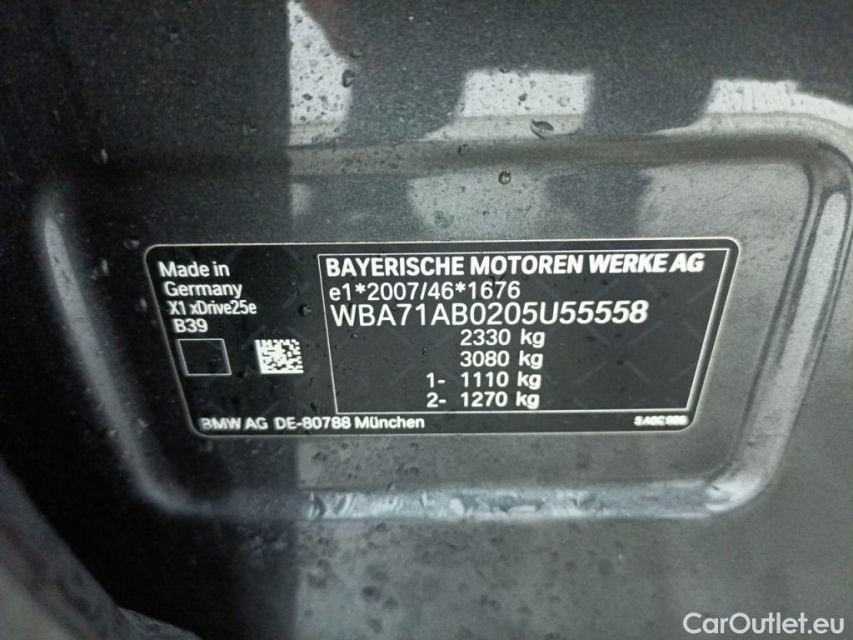 Made in
Germany
X1 xDrive25e
B39
BAYERISCHE MOTOREN WERKE AG
e1*2007/46*1676
WBA71AB0205U55558
2330 kg
3080 kg
1- 1110 kg
2- 1270 kg
BMW AG DE-80788 München
CarOutlet.eu